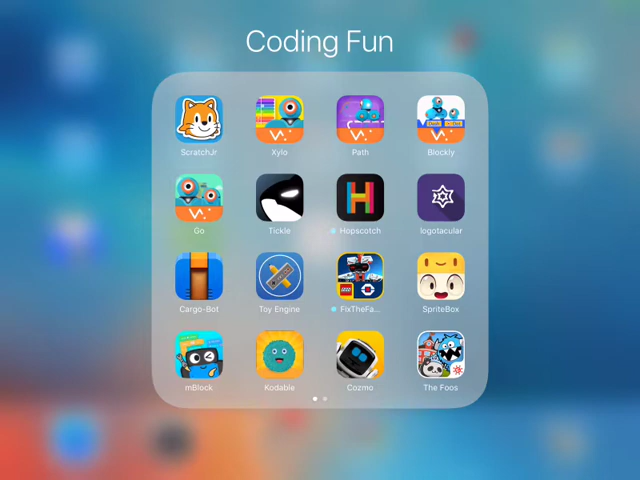 Coding Fun
ScratchJr
Xylo
Path
Blockly
Go
Tickle
Hopscotch
logotacular
Cargo-Bot
Toy Engine
FixTheFa...
SpriteBox
mBlock
Kodable
Cozmo
The Foos